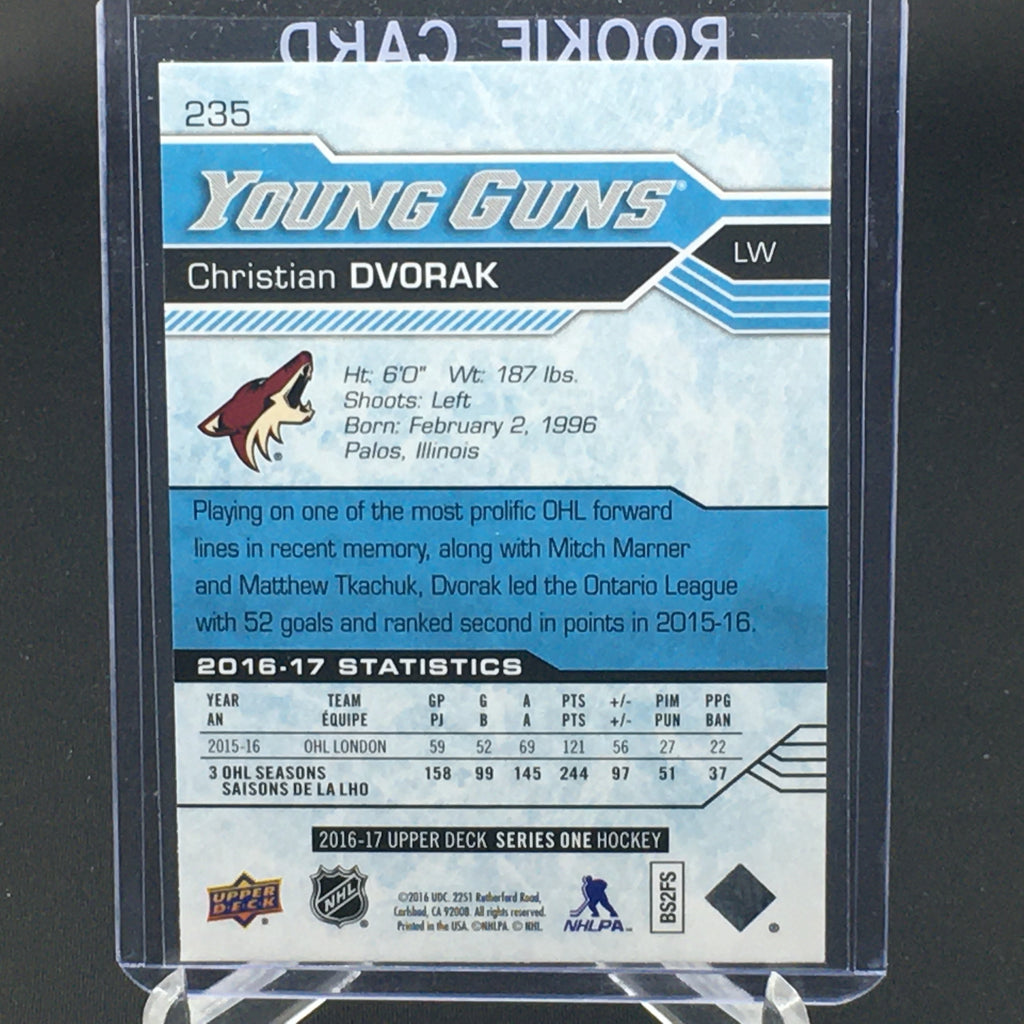 ROOKIE CARD
235
YOUNG GUNS®
LW
Christian DVORAK
Ht: 6'0" Wt: 187 lbs.
Shoots: Left
Born: February 2, 1996
Palos, Illinois
Playing on one of the most prolific OHL forward
lines in recent memory, along with Mitch Marner
and Matthew Tkachuk, Dvorak led the Ontario League
with 52 goals and ranked second in points in 2015-16.
2016-17 STATISTICS
YEAR TEAM GP G A PTS +/- PIM PPG
AN ÉQUIPE PJ B A PTS +/- PUN BAN
2015-16 OHL LONDON 59 52 69 121 56 27 22
3 OHL SEASONS 158 99 145 244 97 51 37
SAISONS DE LA LHO
2016-17 UPPER DECK SERIES ONE HOCKEY
UPPER
DECK
NHL
©2016 UDC. 2251 Rutherford Road,
Carlsbad, CA 92008. All rights reserved.
Printed in the USA. ©NHLPA. © NHL.
NHLPA
BS2FS